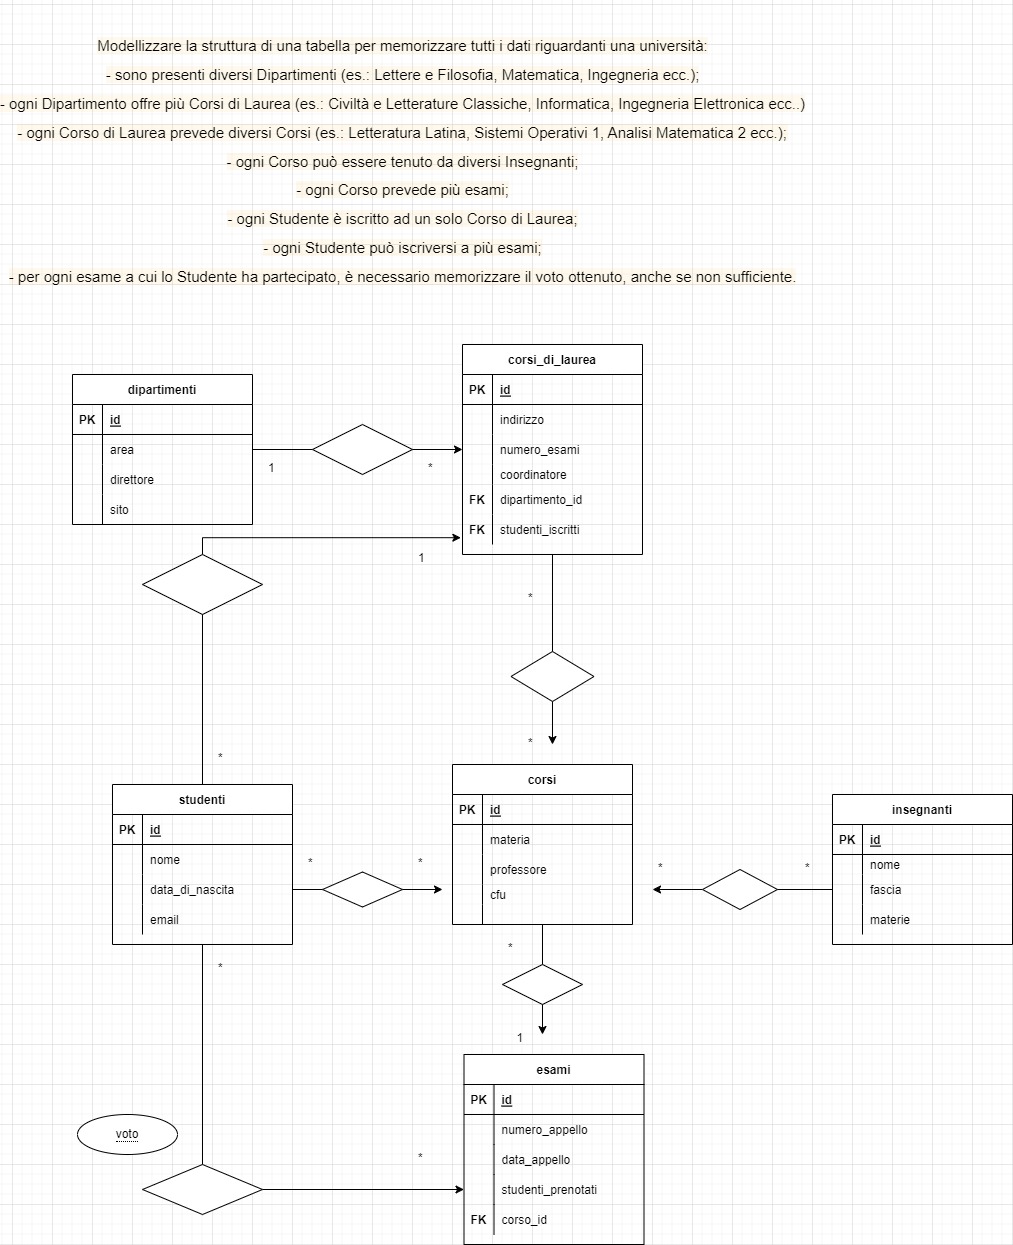 Modellizzare la struttura di una tabella per memorizzare tutti i dati riguardanti una università:
- sono presenti diversi Dipartimenti (es.: Lettere e Filosofia, Matematica, Ingegneria ecc.);
- ogni Dipartimento offre più Corsi di Laurea (es.: Civiltà e Letterature Classiche, Informatica, Ingegneria Elettronica ecc..)
- ogni Corso di Laurea prevede diversi Corsi (es.: Letteratura Latina, Sistemi Operativi 1, Analisi Matematica 2 ecc.);
- ogni Corso può essere tenuto da diversi Insegnanti;
- ogni Corso prevede più esami;
- ogni Studente è iscritto ad un solo Corso di Laurea;
- ogni Studente può iscriversi a più esami;
- per ogni esame a cui lo Studente ha partecipato, è necessario memorizzare il voto ottenuto, anche se non sufficiente.
dipartimenti
PK id
area
direttore
sito
1
*
corsi_di_laurea
PK id
indirizzo
numero_esami
coordinatore
FK dipartimento_id
FK studenti_iscritti
1
*
*
*
studenti
PK id
nome
data_di_nascita
email
*
*
corsi
PK id
materia
professore
cfu
*
*
insegnanti
PK id
nome
fascia
materie
*
*
1
voto
*
esami
PK id
numero_appello
data_appello
studenti_prenotati
FK corso_id